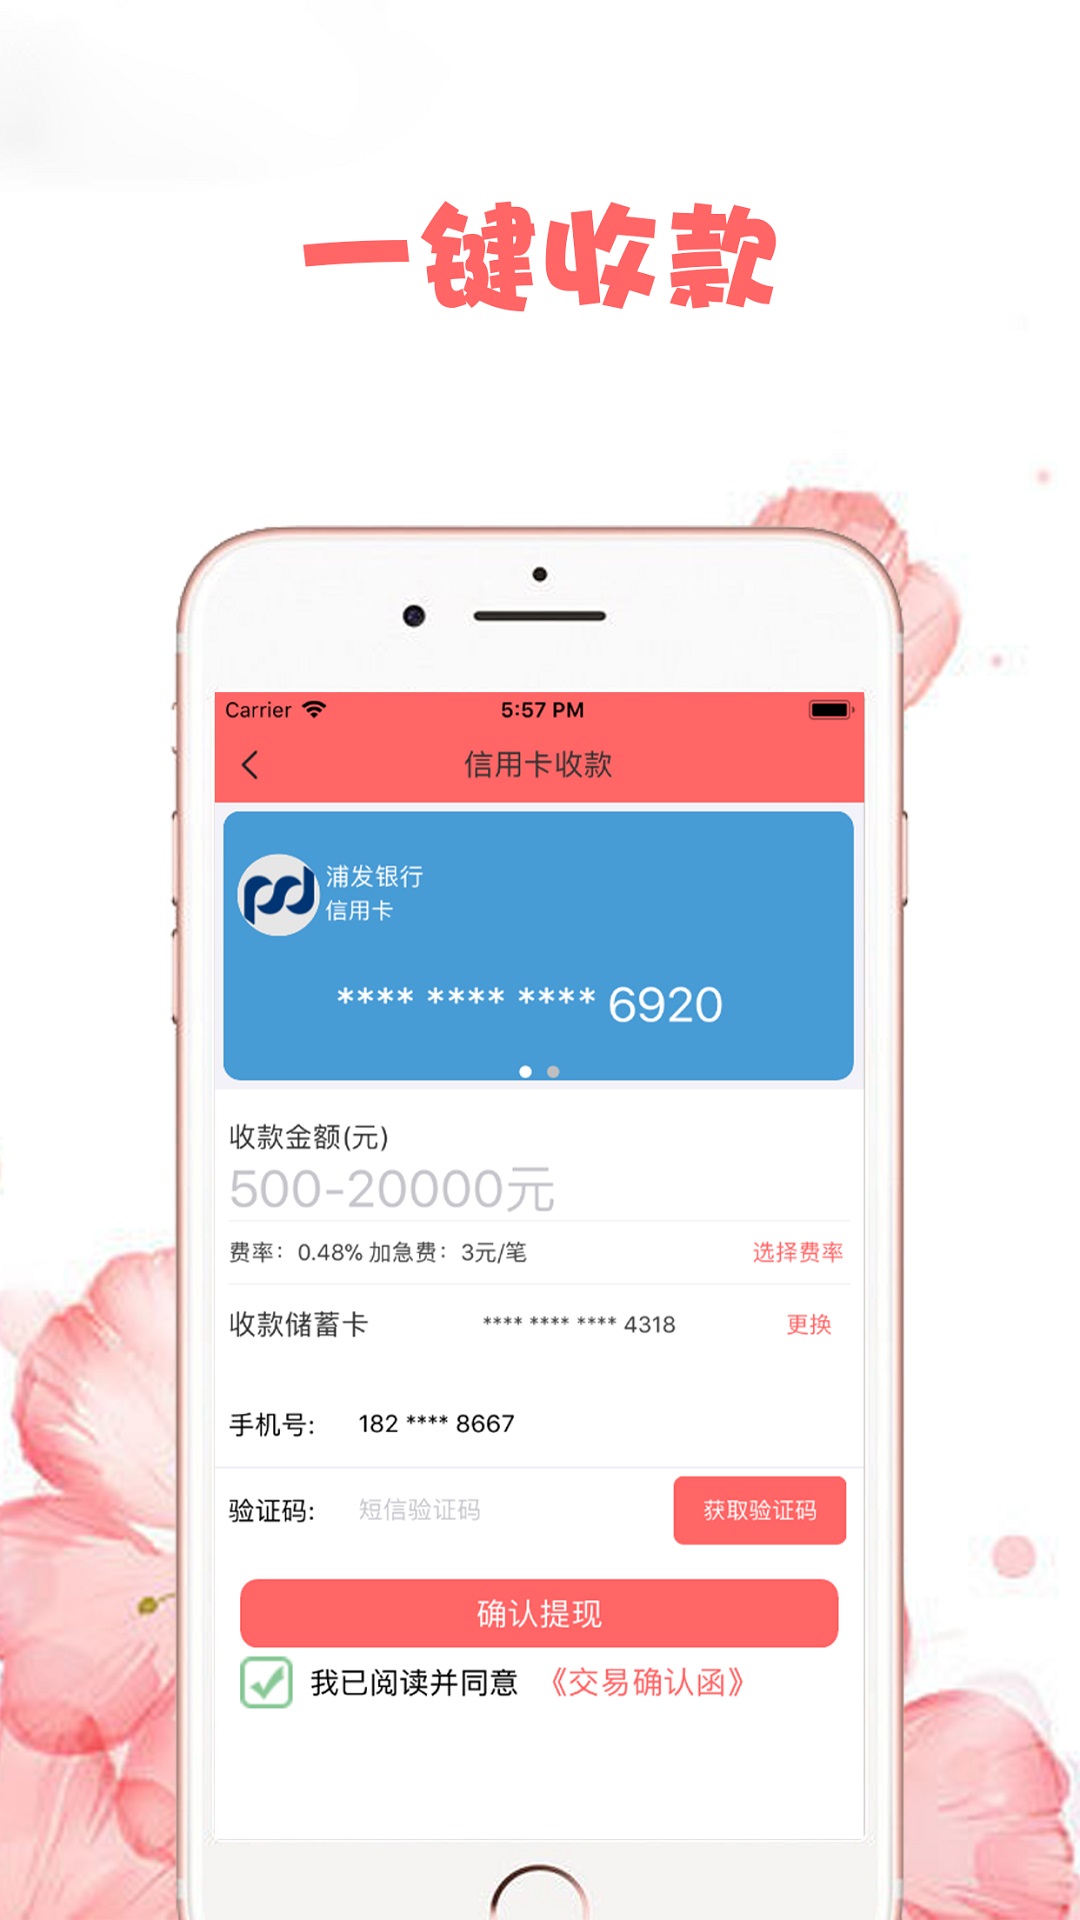 一键收款
Carrier 5:57 PM
信用卡收款
浦发银行
信用卡
**** **** **** 6920
收款金额(元)
500-20000元
费率：0.48% 加急费：3元/笔 选择费率
收款储蓄卡 **** **** **** 4318 更换
手机号: 182 **** 8667
验证码: 短信验证码 获取验证码
确认提现
我已阅读并同意 《交易确认函》